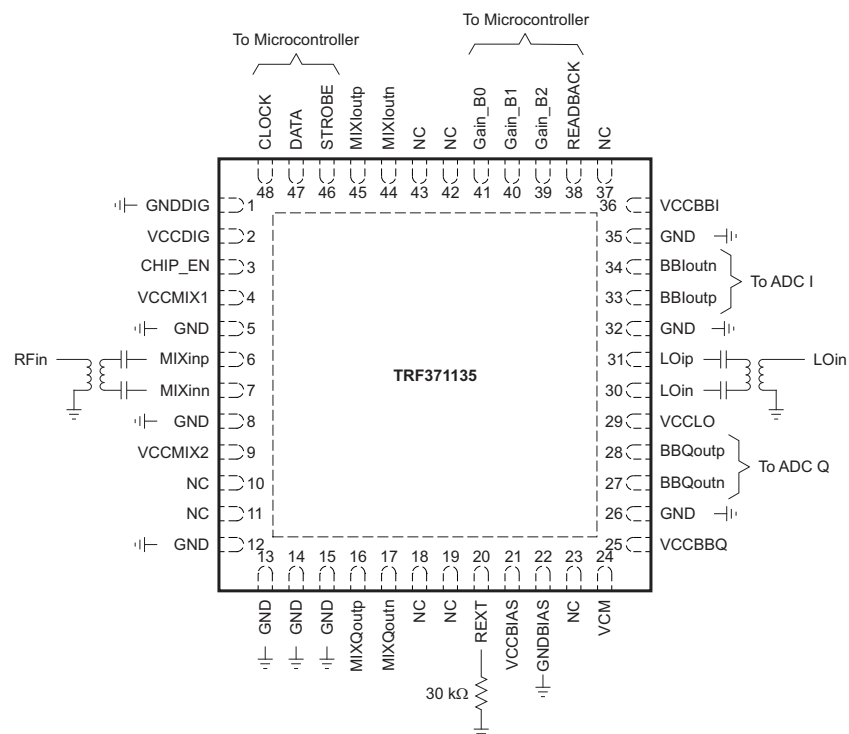 To Microcontroller
To Microcontroller
CLOCK
DATA
STROBE
MIXIoutp
MIXIoutn
NC
NC
Gain_B0
Gain_B1
Gain_B2
READBACK
NC
48
47
46
45
44
43
42
41
40
39
38
37
GNDDIG 1
VCCDIG 2
CHIP_EN 3
VCCMIX1 4
GND 5
RFin
MIXinp 6
MIXinn 7
GND 8
VCCMIX2 9
NC 10
NC 11
GND 12
TRF371135
36 VCCBBI
35 GND
34 BBIoutn
33 BBIoutp
To ADC I
32 GND
31 LOip
LOin
30 LOin
29 VCCLO
28 BBQoutp
27 BBQoutn
To ADC Q
26 GND
25 VCCBBQ
13
14
15
16
17
18
19
20
21
22
23
24
GND
GND
GND
MIXQoutp
MIXQoutn
NC
NC
REXT
VCCBIAS
GNDBIAS
NC
VCM
30 kΩ